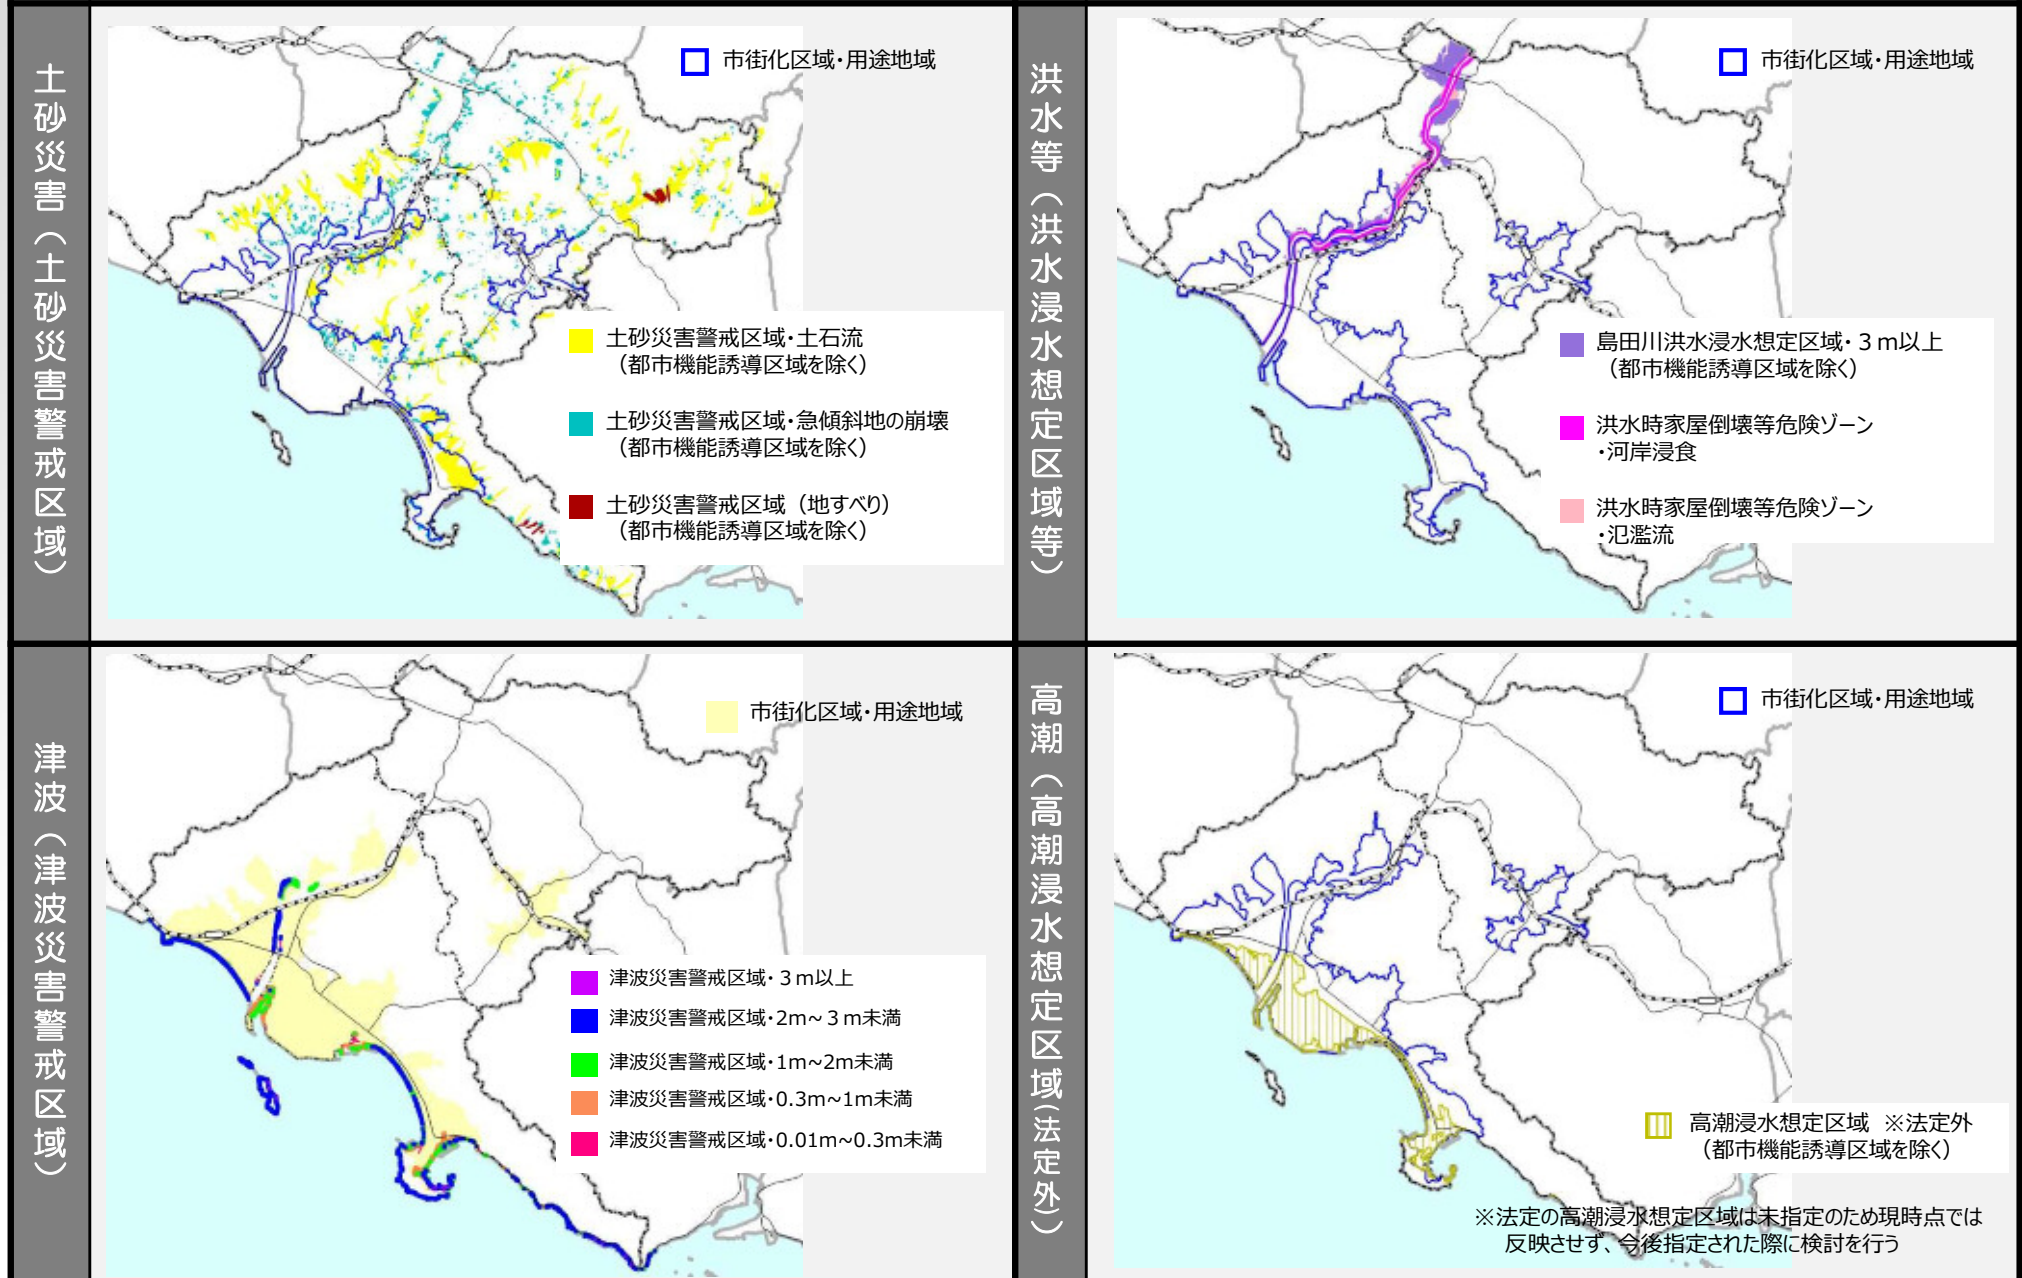 土砂災害（土砂災害警戒区域）
市街化区域・用途地域
土砂災害警戒区域・土石流
（都市機能誘導区域を除く）
土砂災害警戒区域・急傾斜地の崩壊
（都市機能誘導区域を除く）
土砂災害警戒区域（地すべり）
（都市機能誘導区域を除く）
洪水等（洪水浸水想定区域等）
市街化区域・用途地域
島田川洪水浸水想定区域・３ｍ以上
（都市機能誘導区域を除く）
洪水時家屋倒壊等危険ゾーン
・河岸浸食
洪水時家屋倒壊等危険ゾーン
・氾濫流
津波（津波災害警戒区域）
市街化区域・用途地域
津波災害警戒区域・３ｍ以上
津波災害警戒区域・2m~３ｍ未満
津波災害警戒区域・1m~2m未満
津波災害警戒区域・0.3m~1m未満
津波災害警戒区域・0.01m~0.3m未満
高潮（高潮浸水想定区域(法定外)）
市街化区域・用途地域
高潮浸水想定区域　※法定外
（都市機能誘導区域を除く）
※法定の高潮浸水想定区域は未指定のため現時点では
反映させず、今後指定された際に検討を行う